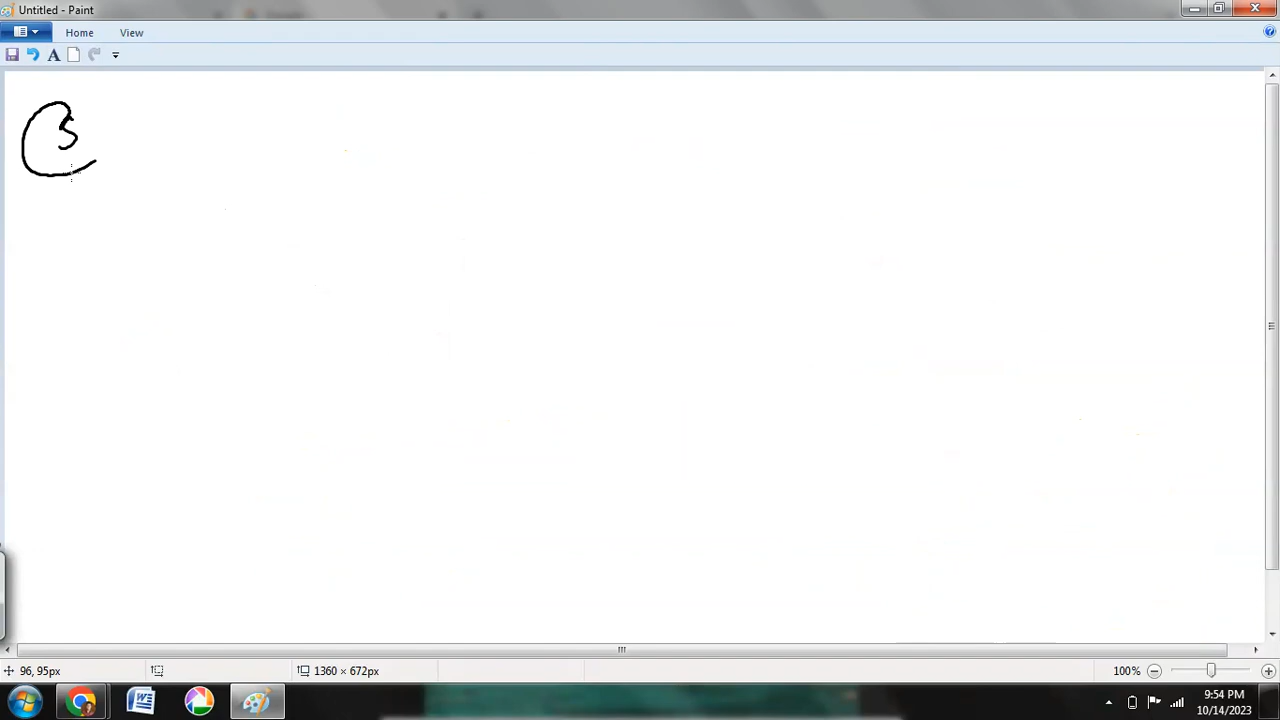 Untitled - Paint
Home View
A
96, 95px 1360 × 672px 100%
9:54 PM
10/14/2023